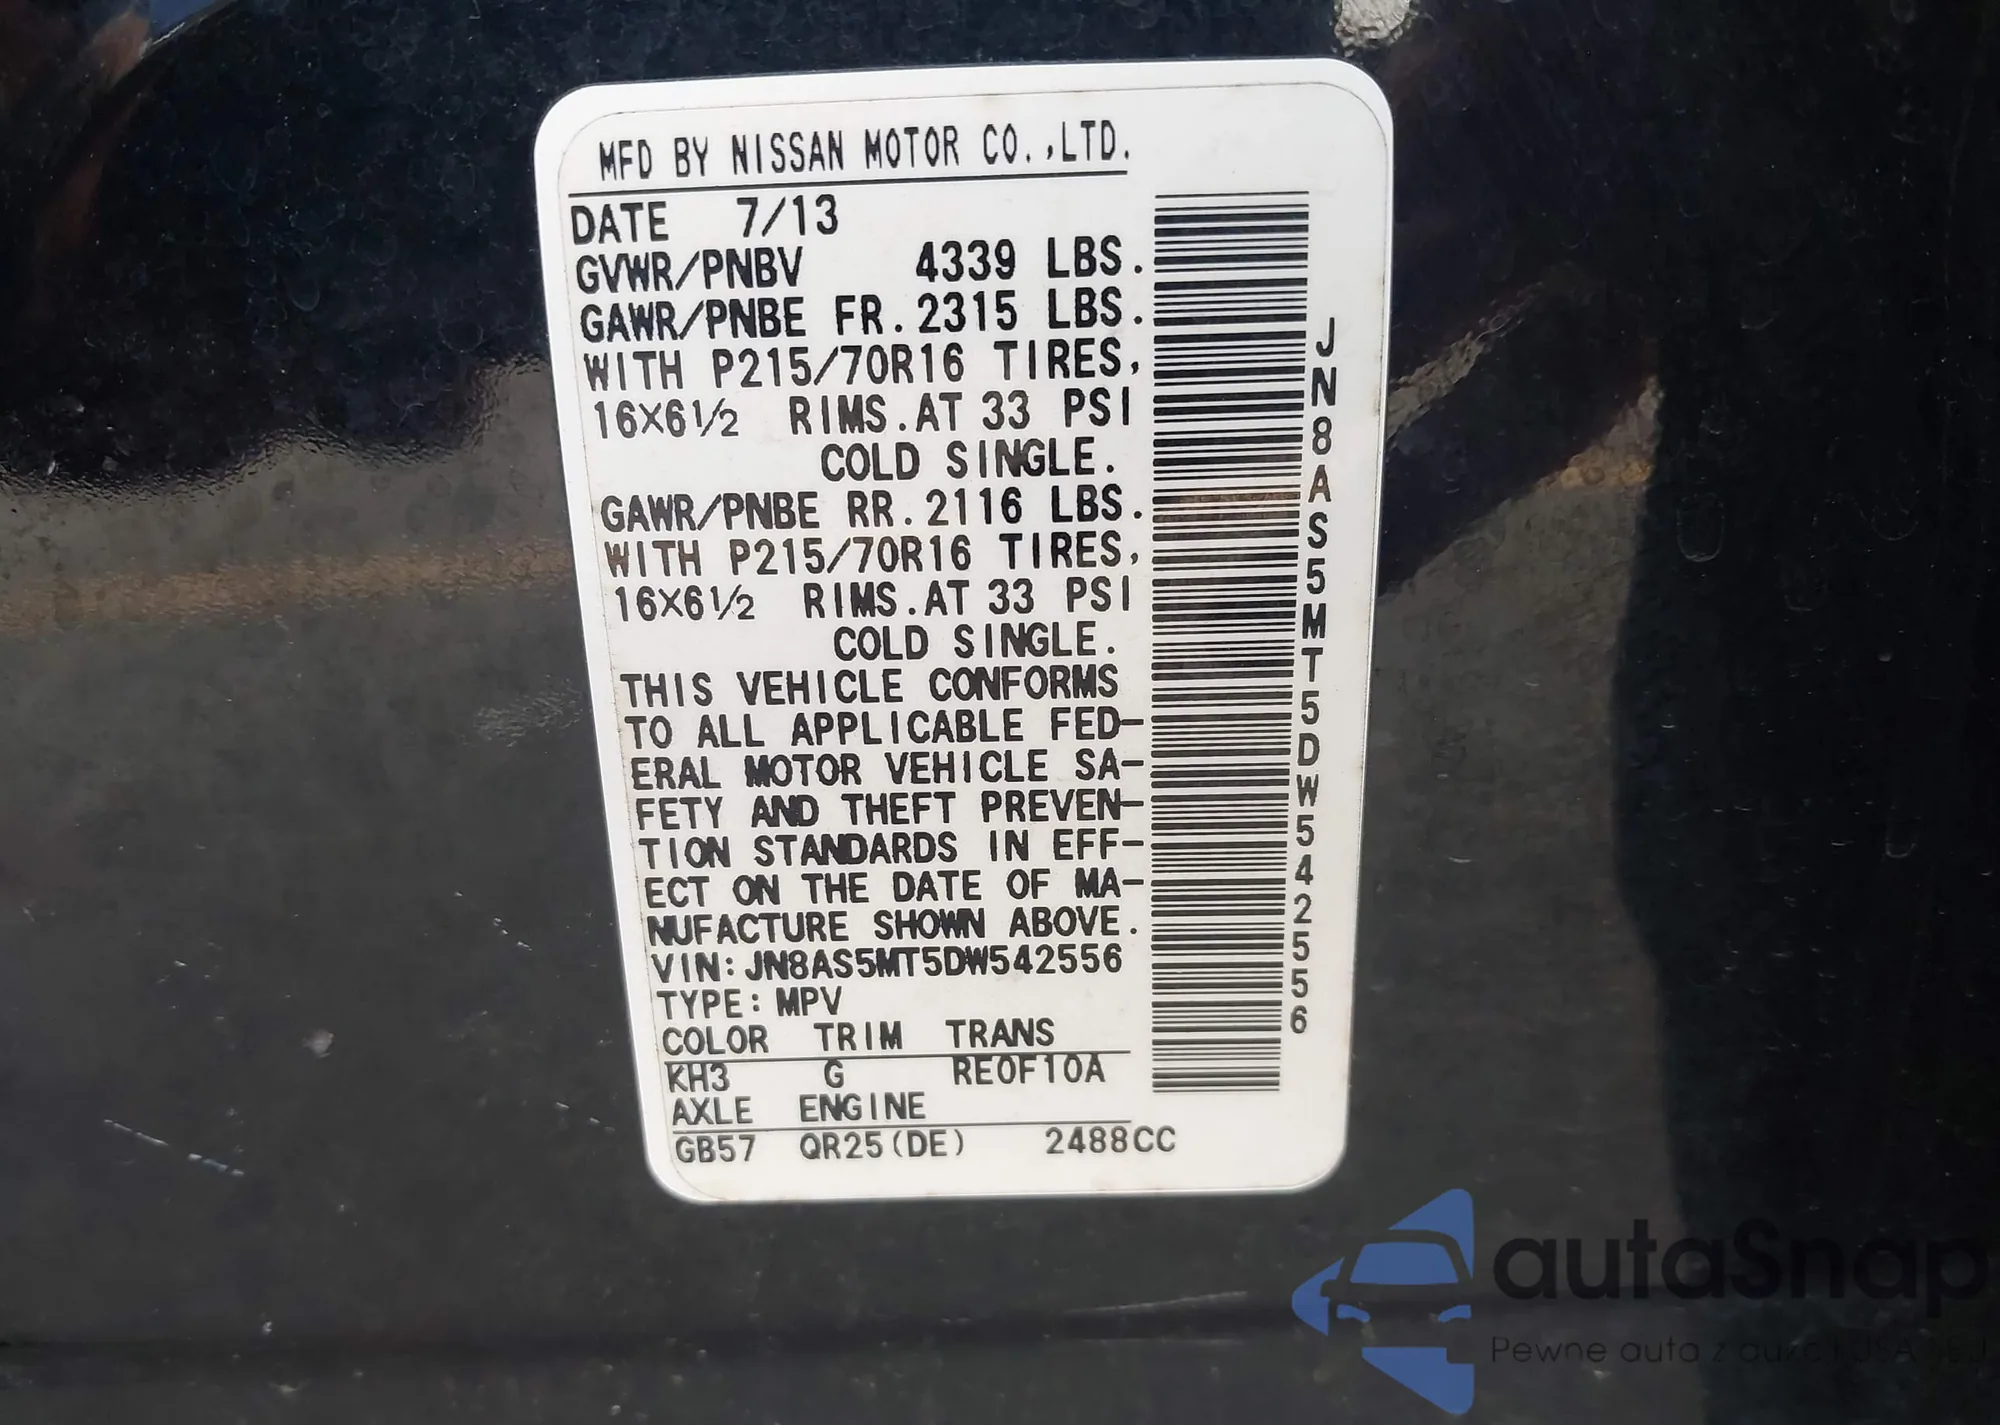 MFD BY NISSAN MOTOR CO.,LTD.
DATE 7/13
GVWR/PNBV 4339 LBS.
GAWR/PNBE FR.2315 LBS.
WITH P215/70R16 TIRES,
16X6½ RIMS.AT 33 PSI
COLD SINGLE.
GAWR/PNBE RR.2116 LBS.
WITH P215/70R16 TIRES,
16X6½ RIMS.AT 33 PSI
COLD SINGLE.
THIS VEHICLE CONFORMS
TO ALL APPLICABLE FED-
ERAL MOTOR VEHICLE SA-
FETY AND THEFT PREVEN-
TION STANDARDS IN EFF-
ECT ON THE DATE OF MA-
NUFACTURE SHOWN ABOVE.
VIN:JN8AS5MT5DW542556
TYPE:MPV
COLOR TRIM TRANS
KH3 G RE0F10A
AXLE ENGINE
GB57 QR25(DE) 2488CC
JN8AS5MT5DW542556
autaSnap
Pewne auta z aukcji USA